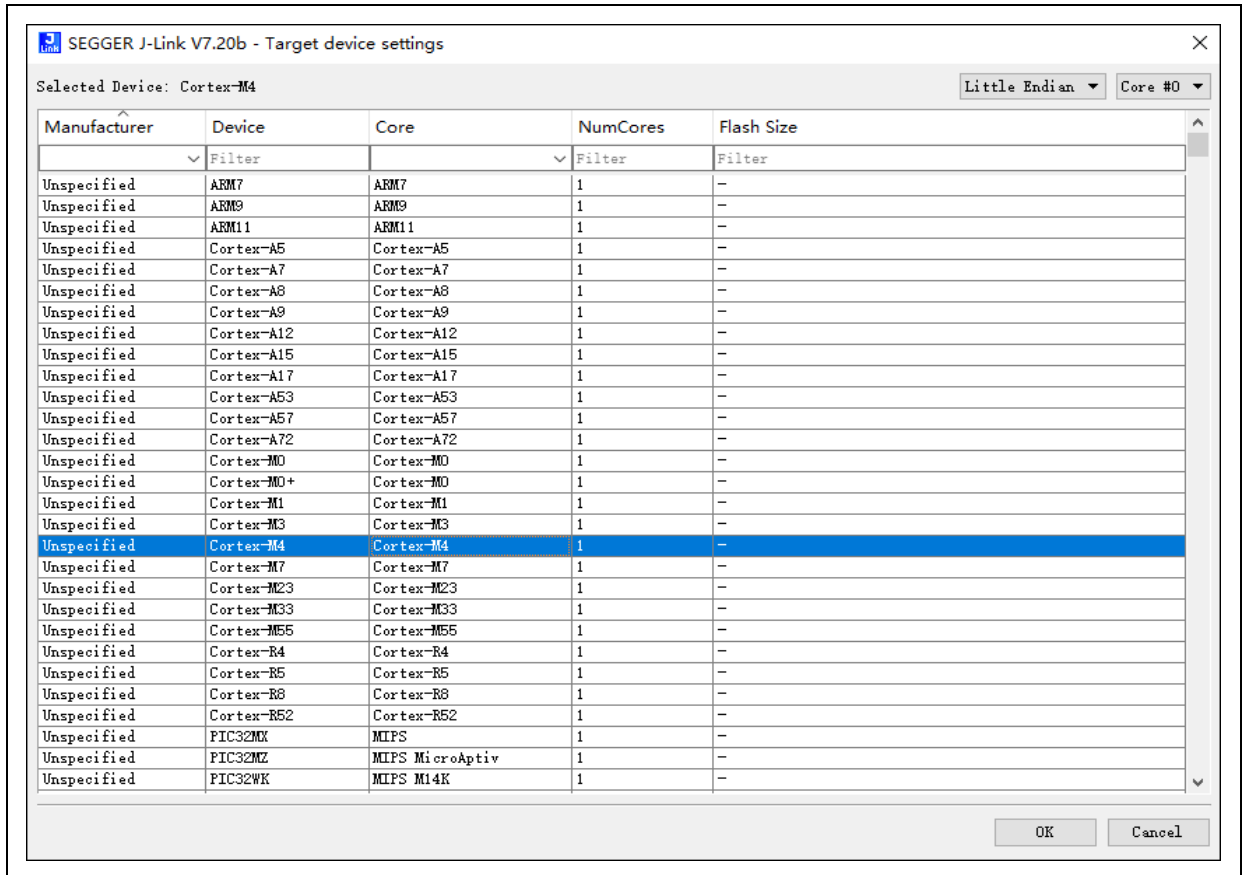 SEGGER J-Link V7.20b - Target device settings
Selected Device: Cortex-M4 Little Endian Core #0
Manufacturer Device Core NumCores Flash Size
Filter Filter Filter
Unspecified ARM7 ARM7 1 -
Unspecified ARM9 ARM9 1 -
Unspecified ARM11 ARM11 1 -
Unspecified Cortex-A5 Cortex-A5 1 -
Unspecified Cortex-A7 Cortex-A7 1 -
Unspecified Cortex-A8 Cortex-A8 1 -
Unspecified Cortex-A9 Cortex-A9 1 -
Unspecified Cortex-A12 Cortex-A12 1 -
Unspecified Cortex-A15 Cortex-A15 1 -
Unspecified Cortex-A17 Cortex-A17 1 -
Unspecified Cortex-A53 Cortex-A53 1 -
Unspecified Cortex-A57 Cortex-A57 1 -
Unspecified Cortex-A72 Cortex-A72 1 -
Unspecified Cortex-M0 Cortex-M0 1 -
Unspecified Cortex-M0+ Cortex-M0 1 -
Unspecified Cortex-M1 Cortex-M1 1 -
Unspecified Cortex-M3 Cortex-M3 1 -
Unspecified Cortex-M4 Cortex-M4 1 -
Unspecified Cortex-M7 Cortex-M7 1 -
Unspecified Cortex-M23 Cortex-M23 1 -
Unspecified Cortex-M33 Cortex-M33 1 -
Unspecified Cortex-M55 Cortex-M55 1 -
Unspecified Cortex-R4 Cortex-R4 1 -
Unspecified Cortex-R5 Cortex-R5 1 -
Unspecified Cortex-R8 Cortex-R8 1 -
Unspecified Cortex-R52 Cortex-R52 1 -
Unspecified PIC32MX MIPS 1 -
Unspecified PIC32MZ MIPS MicroAptiv 1 -
Unspecified PIC32WK MIPS M14K 1 -
OK Cancel